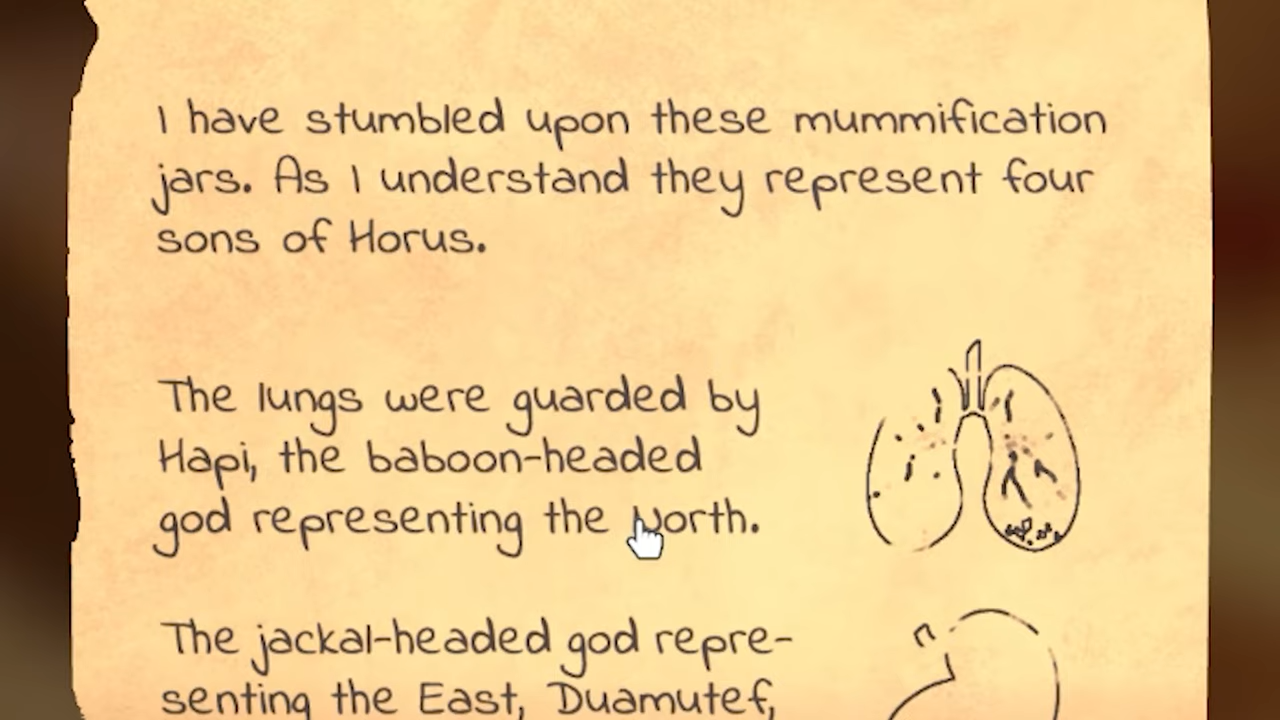 I have stumbled upon these mummification
jars. As I understand they represent four
sons of Horus.
The lungs were guarded by
Hapi, the baboon-headed
god representing the North.
The jackal-headed god repre-
senting the East, Duamutef,